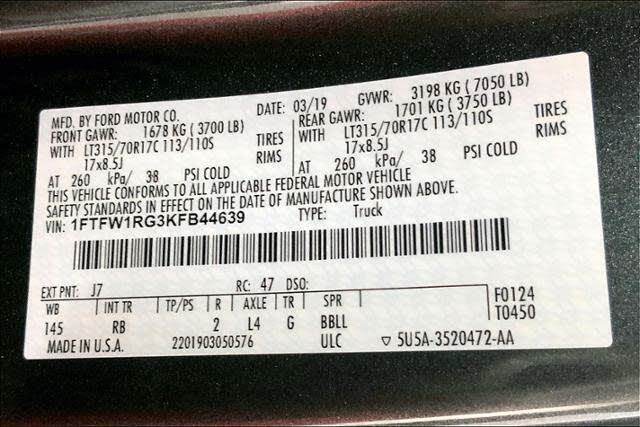 MFD. BY FORD MOTOR CO. DATE: 03/19 GVWR: 3198 KG ( 7050 LB)
FRONT GAWR: 1678 KG ( 3700 LB) REAR GAWR: 1701 KG ( 3750 LB)
WITH LT315/70R17C 113/110S TIRES WITH LT315/70R17C 113/110S TIRES
17x8.5J RIMS 17x8.5J RIMS
AT 260 kPa/ 38 PSI COLD AT 260 kPa/ 38 PSI COLD
THIS VEHICLE CONFORMS TO ALL APPLICABLE FEDERAL MOTOR VEHICLE
SAFETY STANDARDS IN EFFECT ON THE DATE OF MANUFACTURE SHOWN ABOVE.
VIN: 1FTFW1RG3KFB44639 TYPE: Truck
EXT PNT: J7 RC: 47 DSO:
WB INT TR TP/PS R AXLE TR SPR F0124
145 RB 2 L4 G BBLL T0450
MADE IN U.S.A. 2201903050576 ULC ▽ 5U5A-3520472-AA